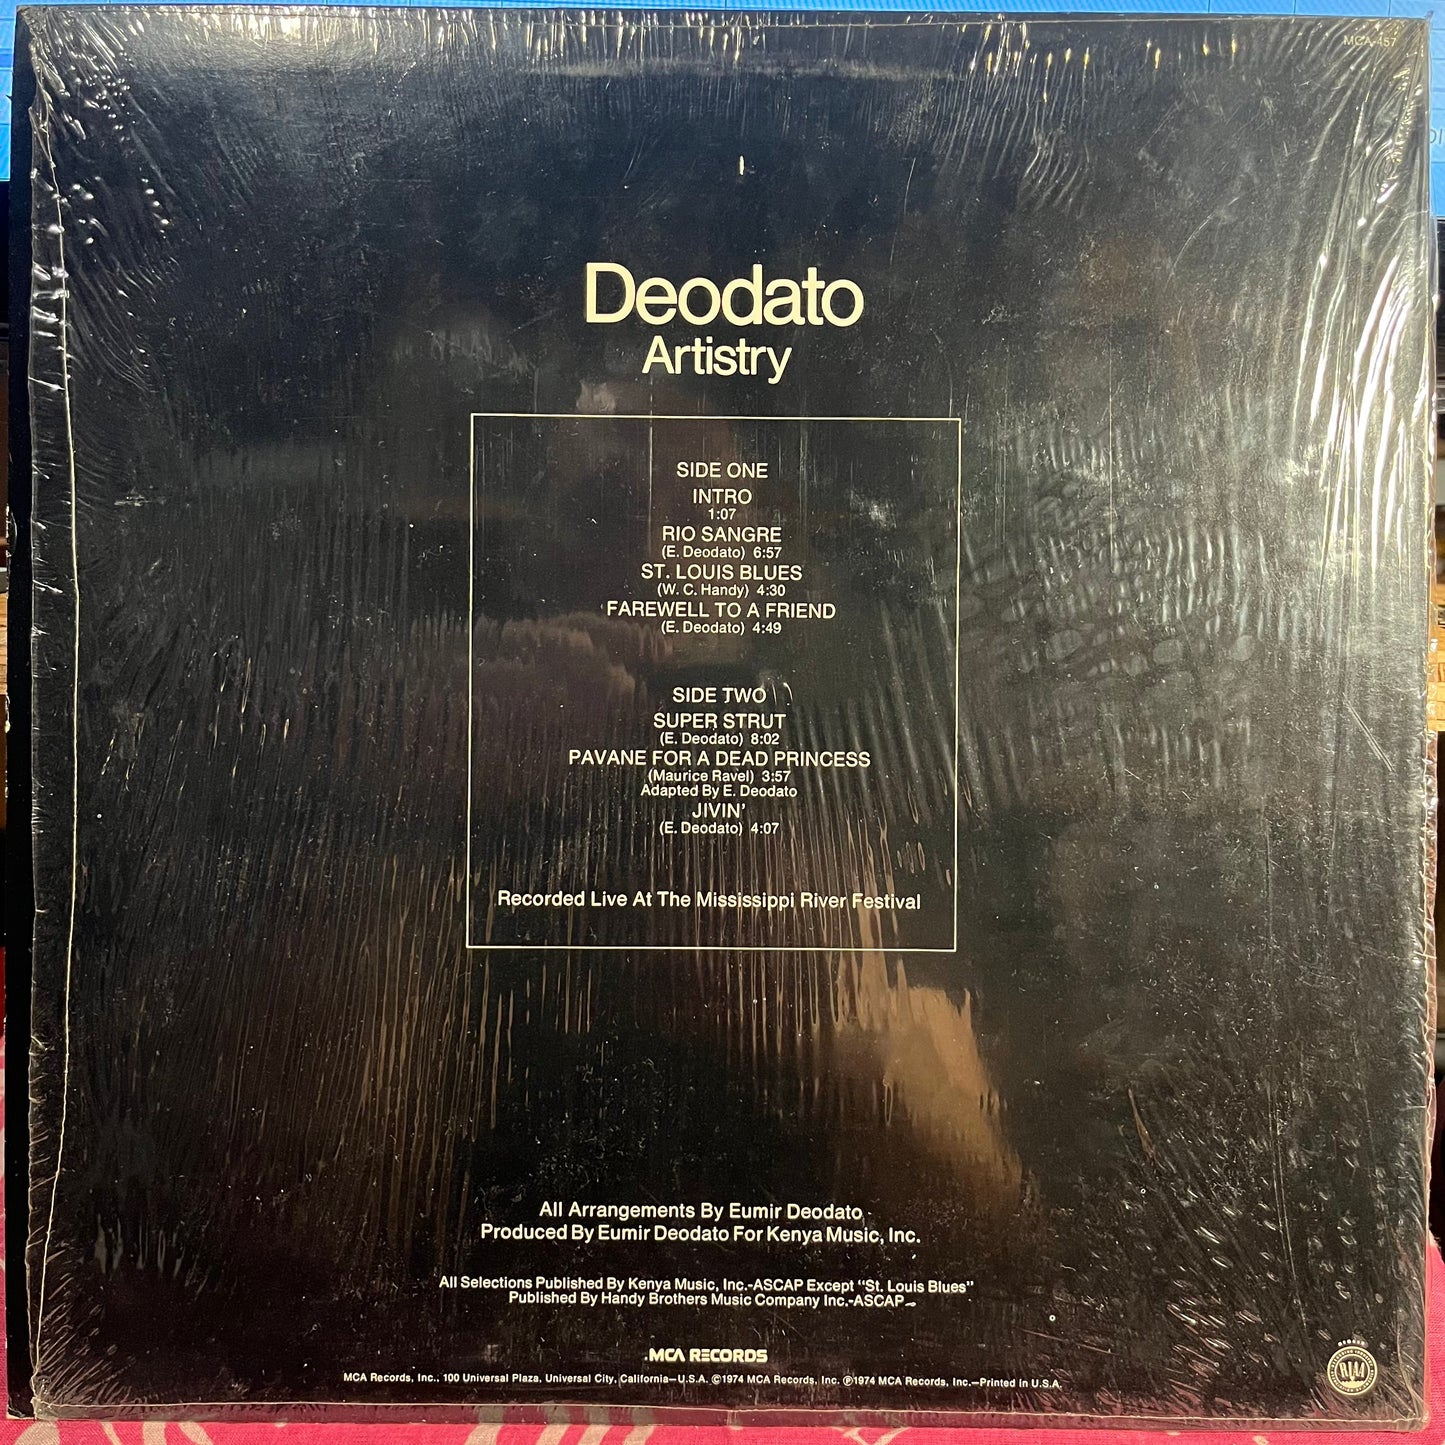 MCA-457
Deodato
Artistry
SIDE ONE
INTRO
1:07
RIO SANGRE
(E. Deodato) 6:57
ST. LOUIS BLUES
(W. C. Handy) 4:30
FAREWELL TO A FRIEND
(E. Deodato) 4:49
SIDE TWO
SUPER STRUT
(E. Deodato) 8:02
PAVANE FOR A DEAD PRINCESS
(Maurice Ravel) 3:57
Adapted By E. Deodato
JIVIN'
(E. Deodato) 4:07
Recorded Live At The Mississippi River Festival
All Arrangements By Eumir Deodato
Produced By Eumir Deodato For Kenya Music, Inc.
All Selections Published By Kenya Music, Inc.-ASCAP Except “St. Louis Blues”
Published By Handy Brothers Music Company Inc.-ASCAP
MCA RECORDS
MCA Records, Inc., 100 Universal Plaza, Universal City, California—U.S.A. ©1974 MCA Records, Inc. ℗1974 MCA Records, Inc.—Printed in U.S.A.
RIAA